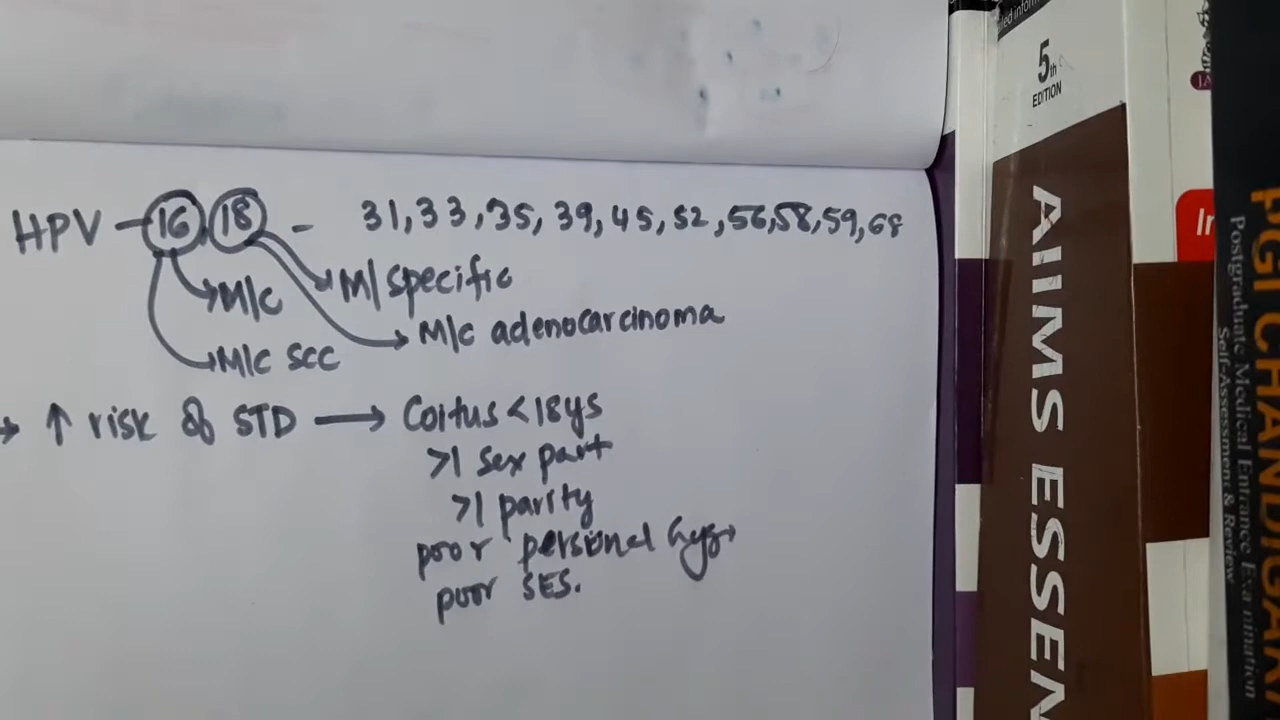 HPV - 16, 18 - 31, 33, 35, 39, 45, 52, 56, 58, 59, 68
M/C
M/specific
M/C adenocarcinoma
M/C SCC
→ ↑ risk of STD → Coitus < 18ys
>1 sex part
>1 parity
poor personal hyg
poor SES.
5th
EDITION
AIIMS ESSEN
PGI CHANDIGAR
Postgraduate Medical Entrance Examination
Self-Assessment & Review